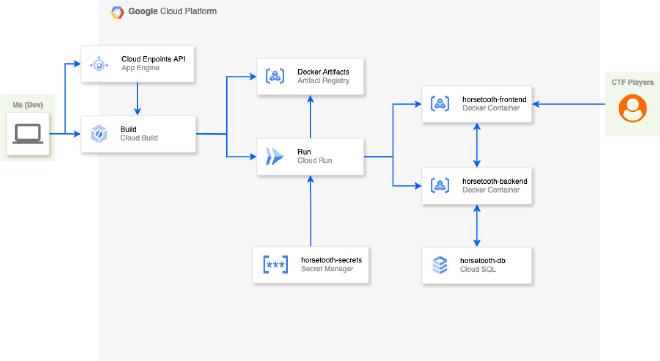 Google Cloud Platform
Cloud Enpoints API
App Engine
Docker Artifacts
Artifact Registry
CTF Players
horsetooth-frontend
Docker Container
Me (Dev)
Build
Cloud Build
Run
Cloud Run
horsetooth-backend
Docker Container
horsetooth-secrets
Secret Manager
horsetooth-db
Cloud SQL